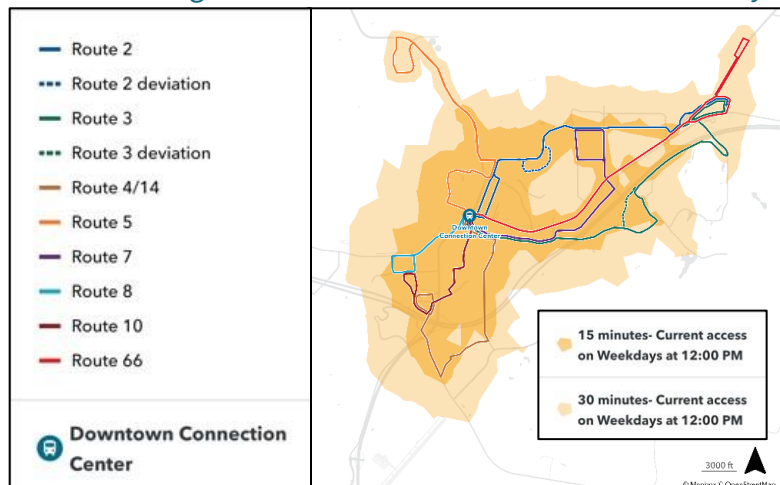 Route 2
Route 2 deviation
Route 3
Route 3 deviation
Route 4/14
Route 5
Route 7
Route 8
Route 10
Route 66
Downtown Connection
Center
Downtown
Connection Center
15 minutes- Current access
on Weekdays at 12:00 PM
30 minutes- Current access
on Weekdays at 12:00 PM
3000 ft
© Mapbox © OpenStreetMap